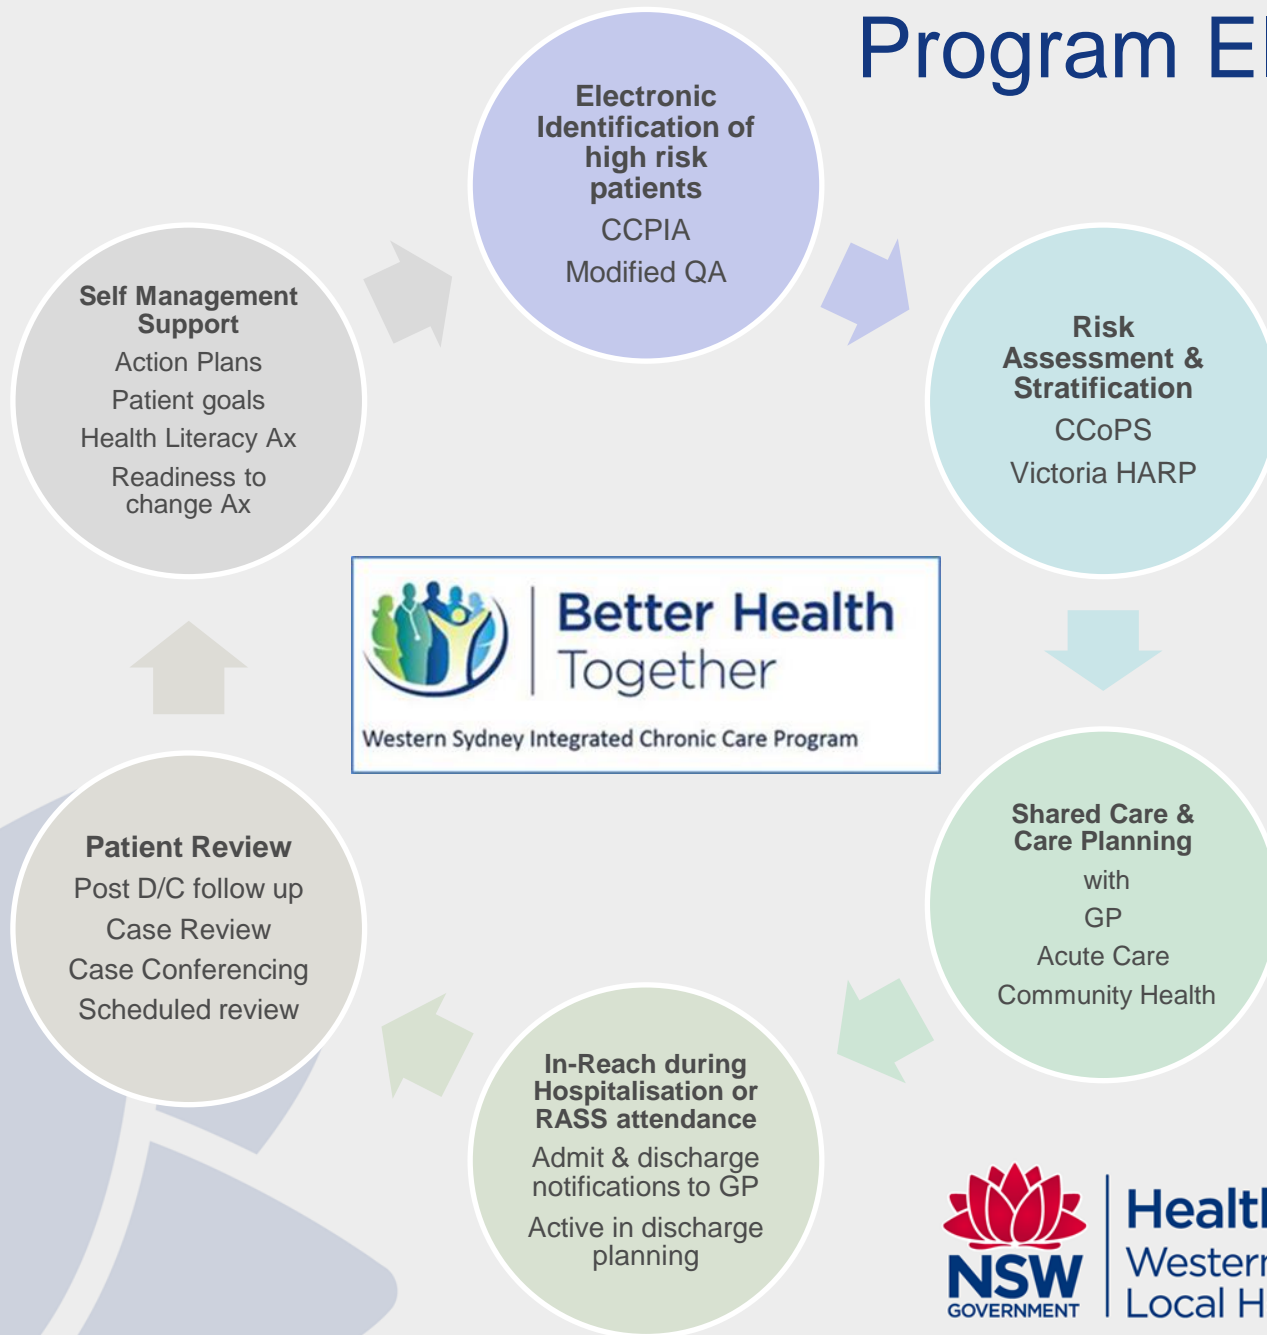 Program El
Electronic
Identification of
high risk
patients
CCPIA
Modified QA
Risk
Assessment &
Stratification
CCoPS
Victoria HARP
Shared Care &
Care Planning
with
GP
Acute Care
Community Health
In-Reach during
Hospitalisation or
RASS attendance
Admit & discharge
notifications to GP
Active in discharge
planning
Patient Review
Post D/C follow up
Case Review
Case Conferencing
Scheduled review
Self Management
Support
Action Plans
Patient goals
Health Literacy Ax
Readiness to
change Ax
Better Health
Together
Western Sydney Integrated Chronic Care Program
NSW
GOVERNMENT
Health
Western
Local H